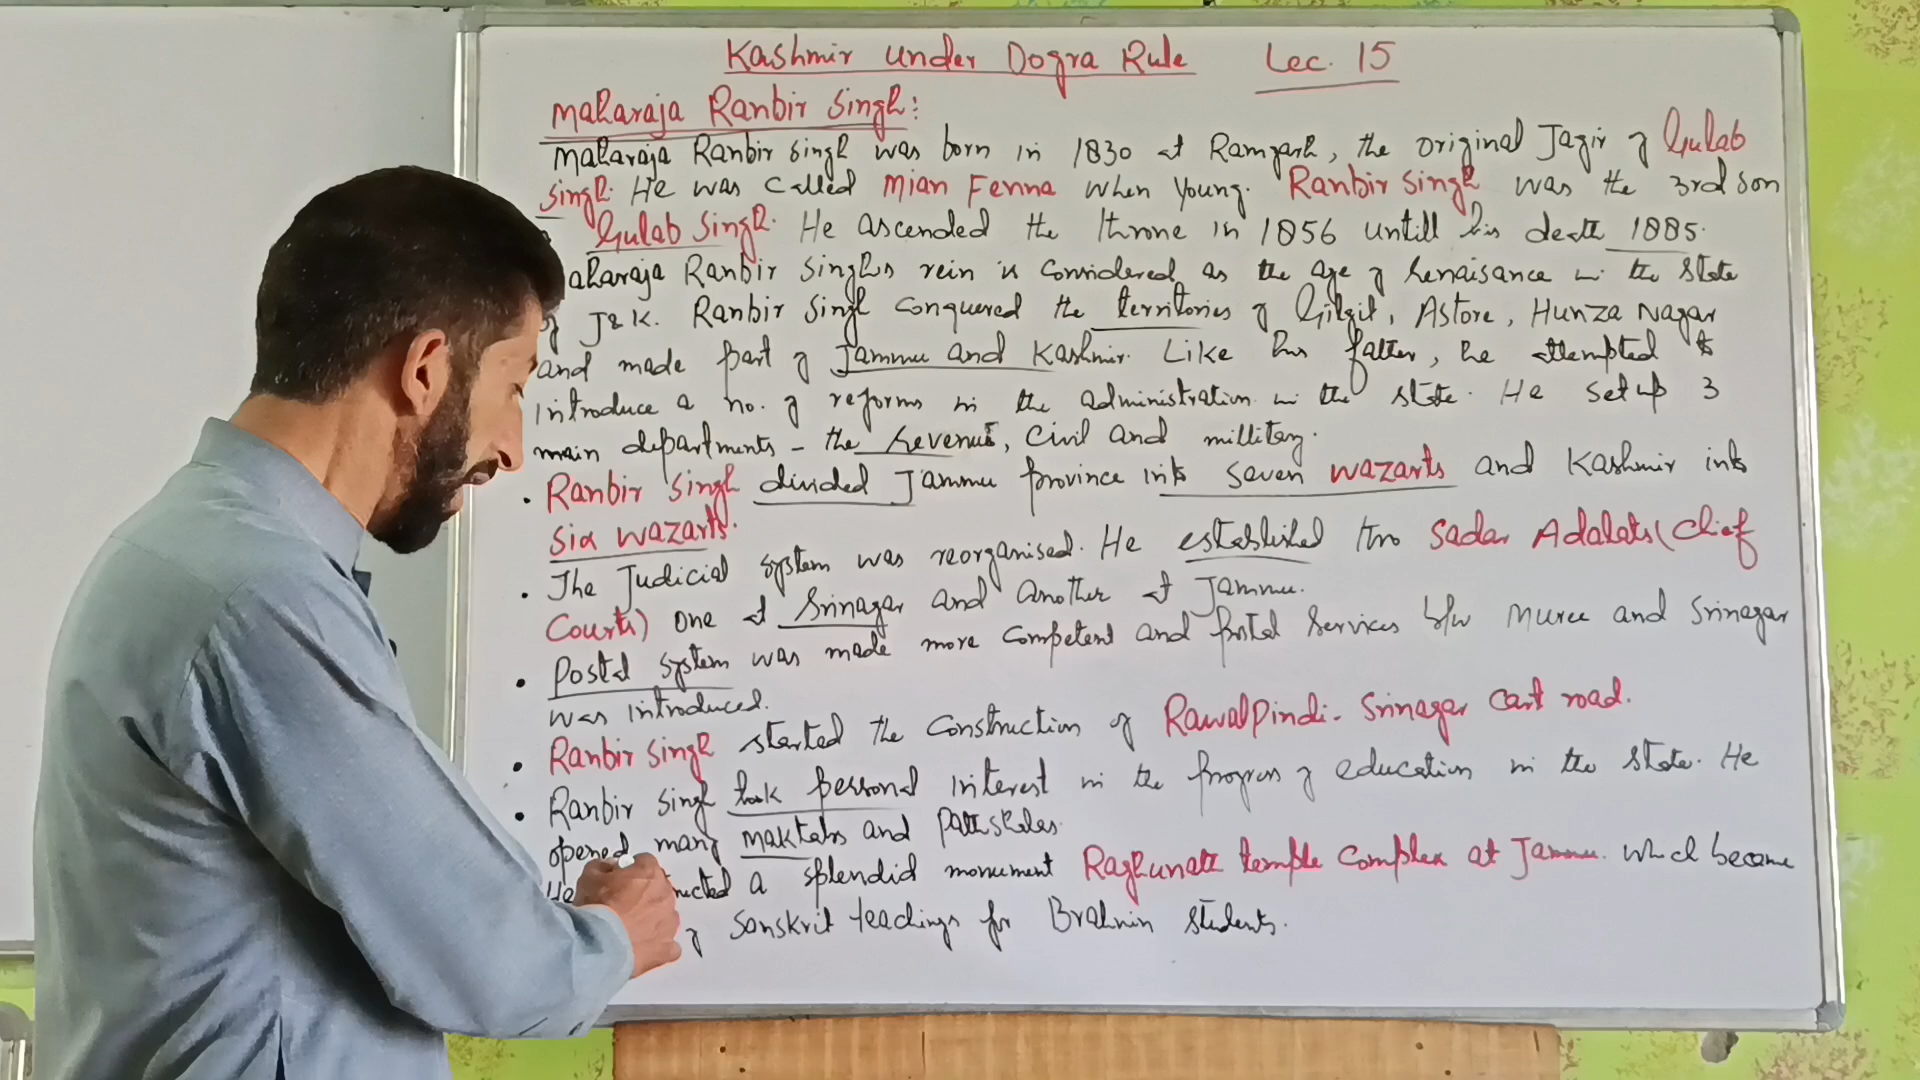 Kashmir under Dogra Rule Lec. 15
Maharaja Ranbir Singh:
Maharaja Ranbir Singh was born in 1830 at Ramgarh, the original Jagir of Gulab
Singh. He was called Mian Fenna when young. Ranbir Singh was the 3rd son
Gulab Singh. He ascended the throne in 1856 untill his death 1885.
aharaja Ranbir Singhs rein is considered as the age of renaisance in the state
of J&K. Ranbir Singh conquered the territories of Gilgit, Astore, Hunza Nagar
and made part of Jammu and Kashmir. Like his father, he attempted to
introduce a no. of reforms in the administration in the state. He setup 3
main departments - the revenue, civil and millitary.
• Ranbir Singh divided Jammu province into seven wazarts and Kashmir into
six wazarts.
• The Judicial system was reorganised. He established two Sadar Adalats (Chief
Courts) one at Srinagar and another at Jammu.
• Postal system was made more competent and postal services b/w Muree and Srinagar
was introduced.
• Ranbir Singh started the construction of Rawalpindi - Srinagar cart road.
• Ranbir Singh took personal interest in the progress of education in the state. He
opened many maktabs and Pathshalas.
He ructed a splendid monument Raghunath temple complex at Jammu. which became
of Sanskrit teachings for Brahmin students.